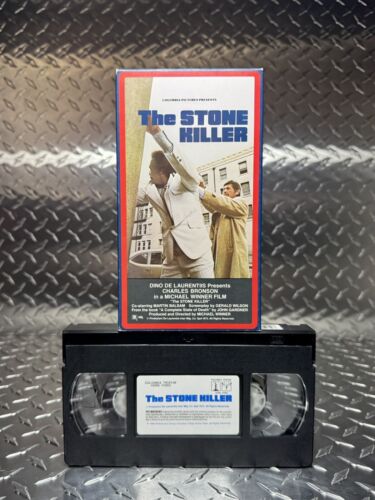 COLUMBIA PICTURES PRESENTS
The STONE
KILLER
DINO DE LAURENTIIS Presents
CHARLES BRONSON
in a MICHAEL WINNER FILM
"The STONE KILLER"
Co-starring MARTIN BALSAM Screenplay by GERALD WILSON
From the book "A Complete State of Death" by JOHN GARDNER
Produced and Directed by MICHAEL WINNER
The STONE KILLER